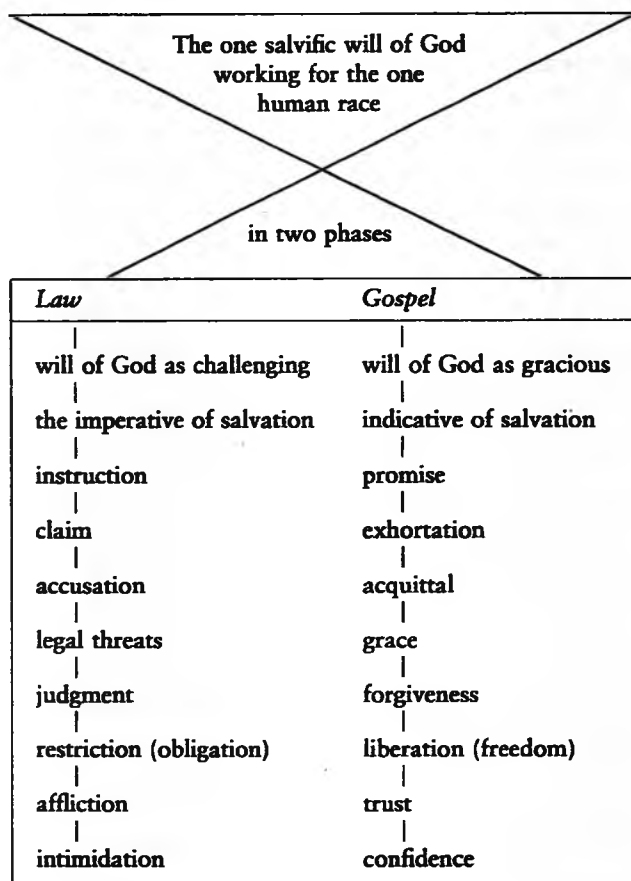 The one salvific will of God
working for the one
human race
in two phases
Law Gospel
will of God as challenging will of God as gracious
the imperative of salvation indicative of salvation
instruction promise
claim exhortation
accusation acquittal
legal threats grace
judgment forgiveness
restriction (obligation) liberation (freedom)
affliction trust
intimidation confidence